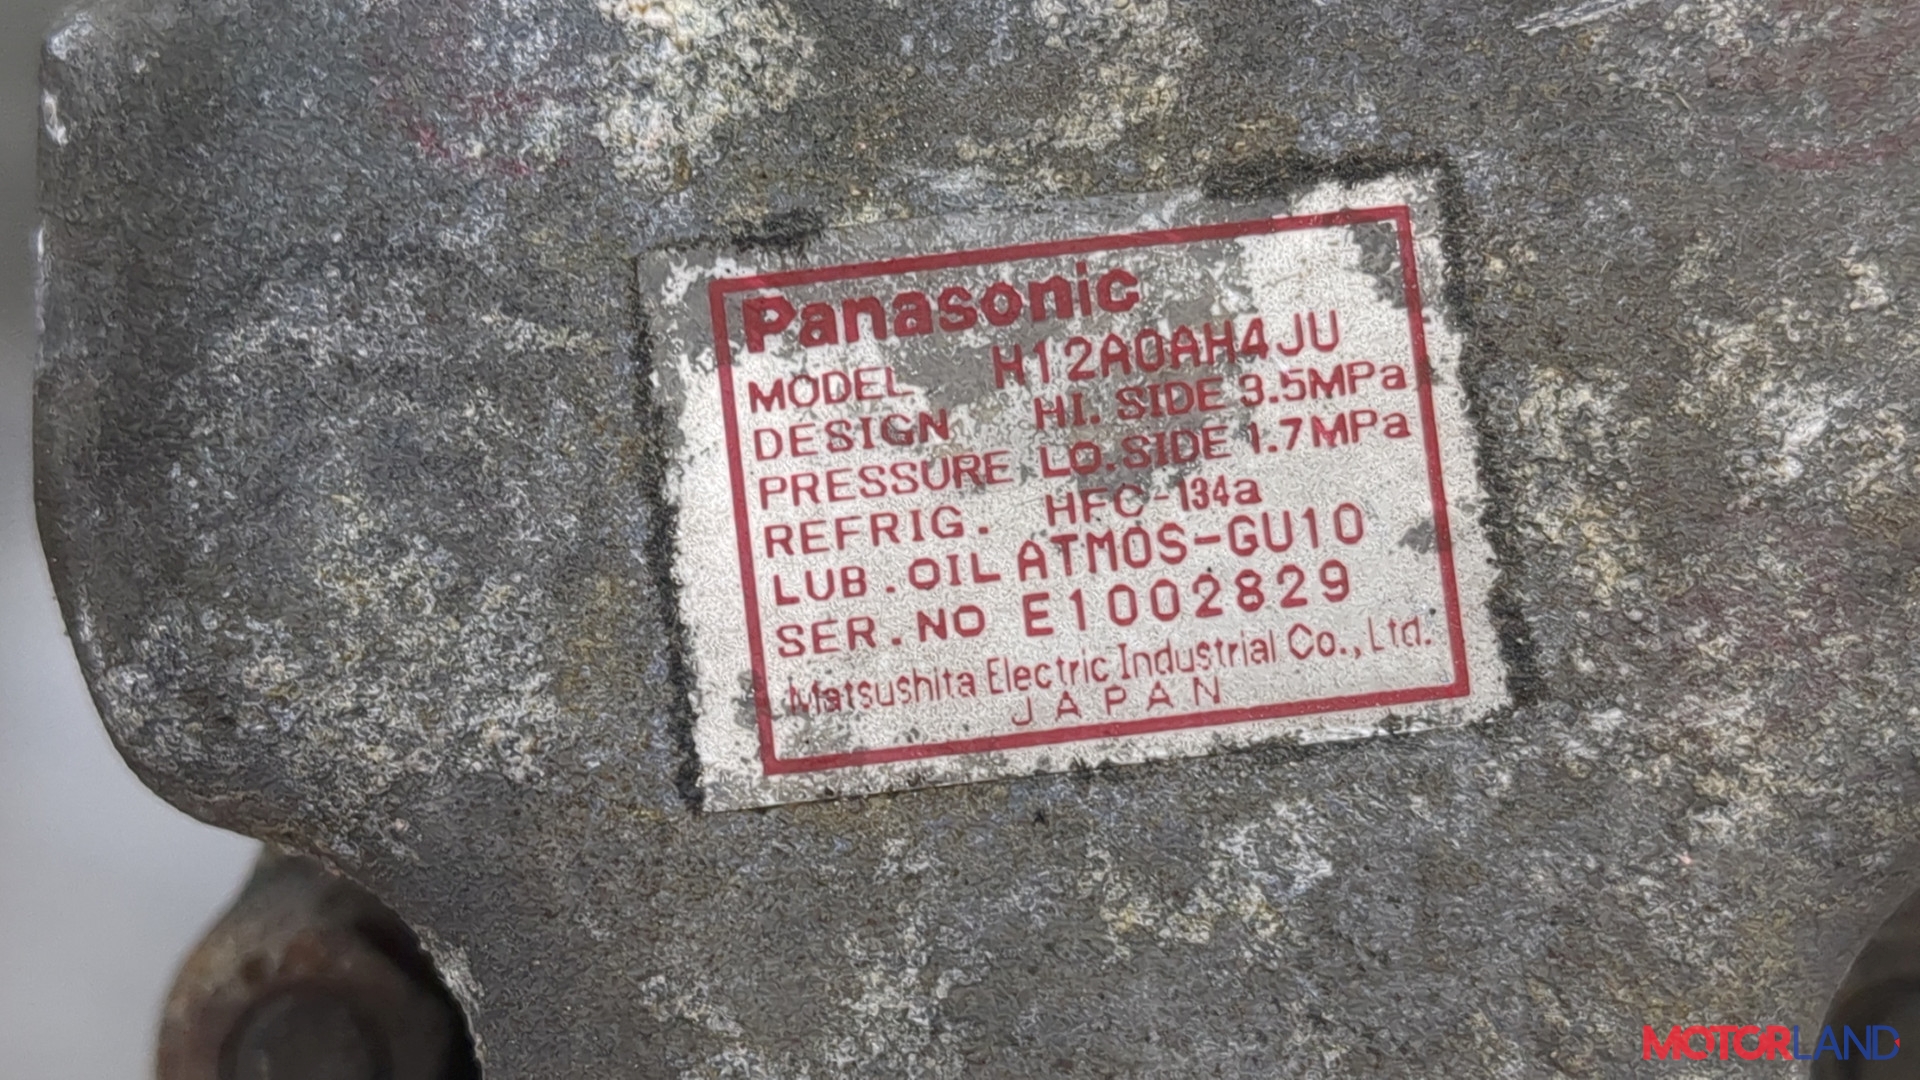 Panasonic
MODEL H12A0AH4JU
DESIGN HI. SIDE 3.5MPa
PRESSURE LO.SIDE 1.7MPa
REFRIG. HFC-134a
LUB.OIL ATMOS-GU10
SER.NO E1002829
Matsushita Electric Industrial Co., Ltd.
JAPAN
MOTORLAND